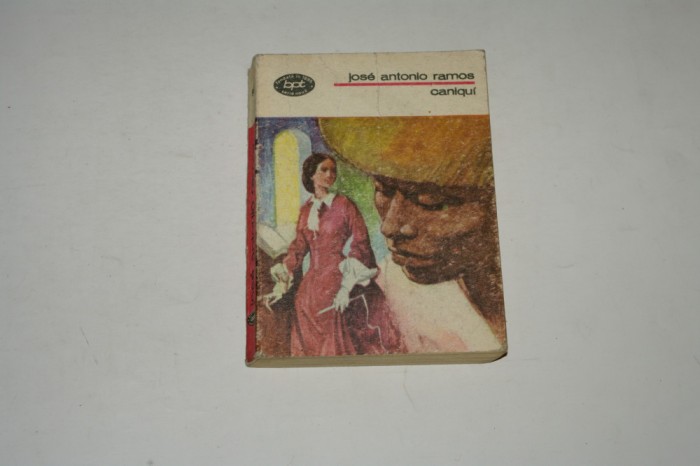 bpt
josé antonio ramos
caniquí